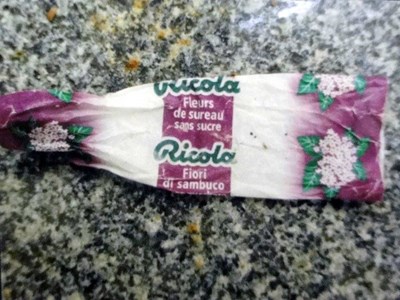 Ricola
Fleurs
de sureau
sans sucre
Ricola
Fiori
di sambuco